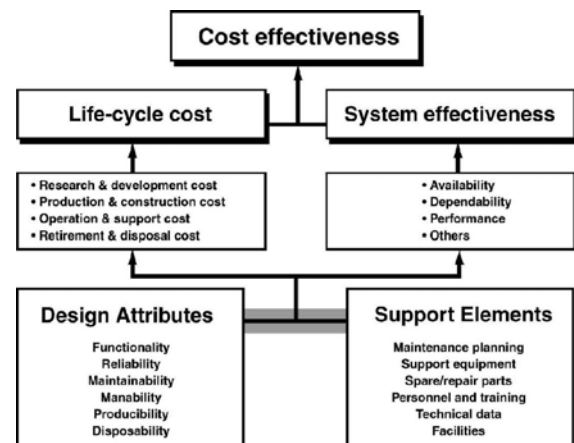 Cost effectiveness
Life-cycle cost
System effectiveness
• Research & development cost
• Production & construction cost
• Operation & support cost
• Retirement & disposal cost
• Availability
• Dependability
• Performance
• Others
Design Attributes
Functionality
Reliability
Maintainability
Manability
Producibility
Disposability
Support Elements
Maintenance planning
Support equipment
Spare/repair parts
Personnel and training
Technical data
Facilities